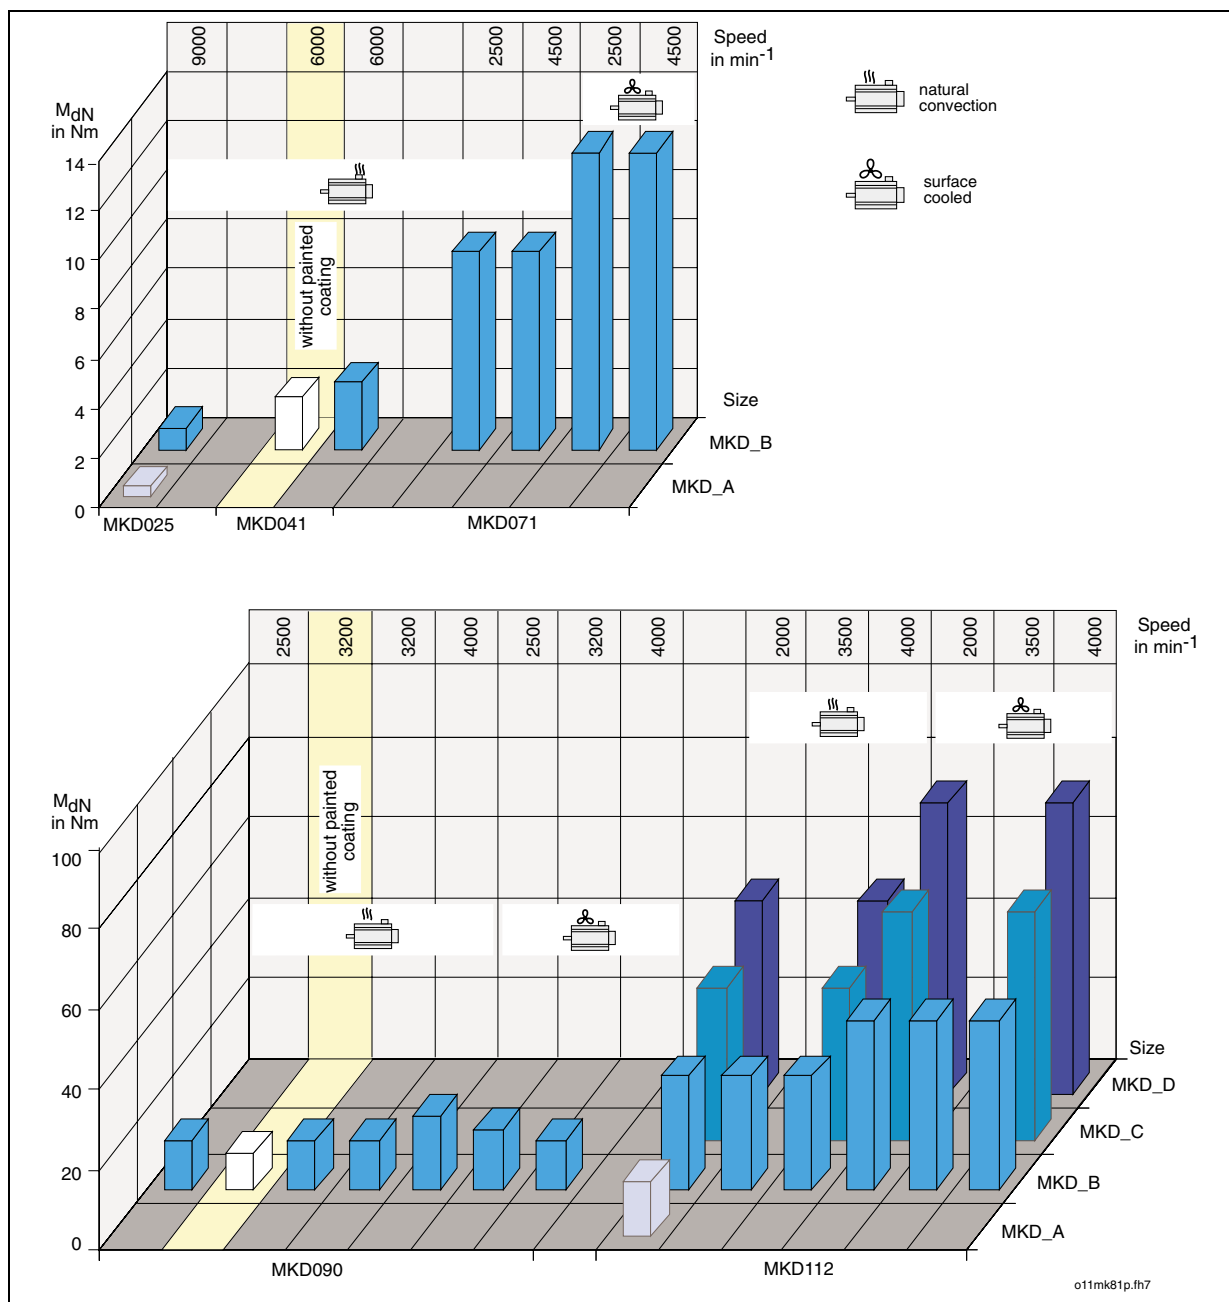 9000 6000 6000 2500 4500 2500 4500
Speed
in min-1
natural
convection
surface
cooled
MdN
in Nm
14
12
10
8
6
4
2
0
without painted
coating
Size
MKD_B
MKD_A
MKD025 MKD041 MKD071
2500 3200 3200 4000 2500 3200 4000 2000 3500 4000 2000 3500 4000
Speed
in min-1
MdN
in Nm
100
80
60
40
20
0
without painted
coating
Size
MKD_D
MKD_C
MKD_B
MKD_A
MKD090 MKD112
o11mk81p.fh7